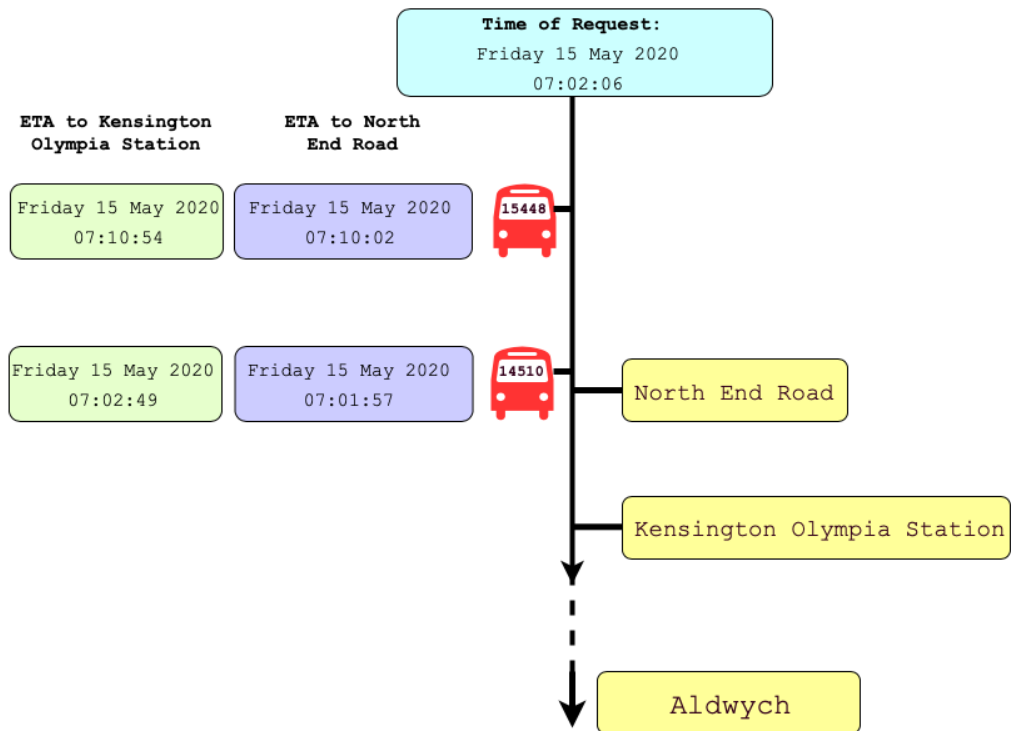 Time of Request:
Friday 15 May 2020
07:02:06
ETA to Kensington
Olympia Station
ETA to North
End Road
Friday 15 May 2020
07:10:54
Friday 15 May 2020
07:10:02
15448
Friday 15 May 2020
07:02:49
Friday 15 May 2020
07:01:57
14510
North End Road
Kensington Olympia Station
Aldwych